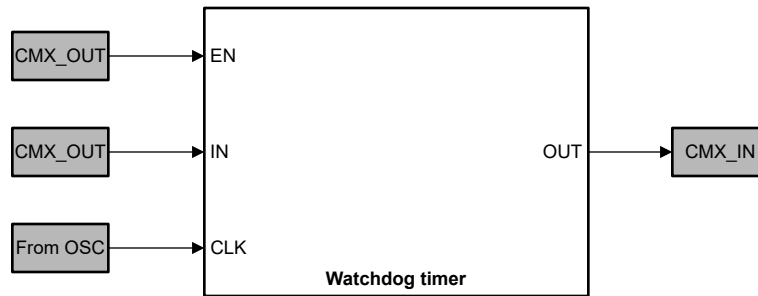 CMX_OUT
EN
CMX_OUT
IN
OUT
CMX_IN
From OSC
CLK
Watchdog timer